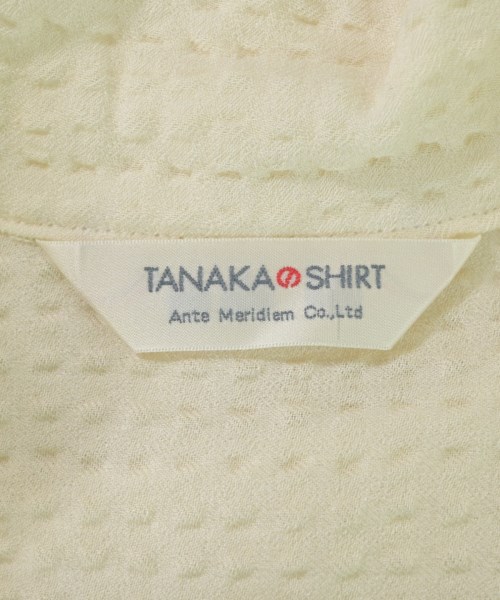 TANAKAのSHIRT
Ante Meridiem Co.,Ltd